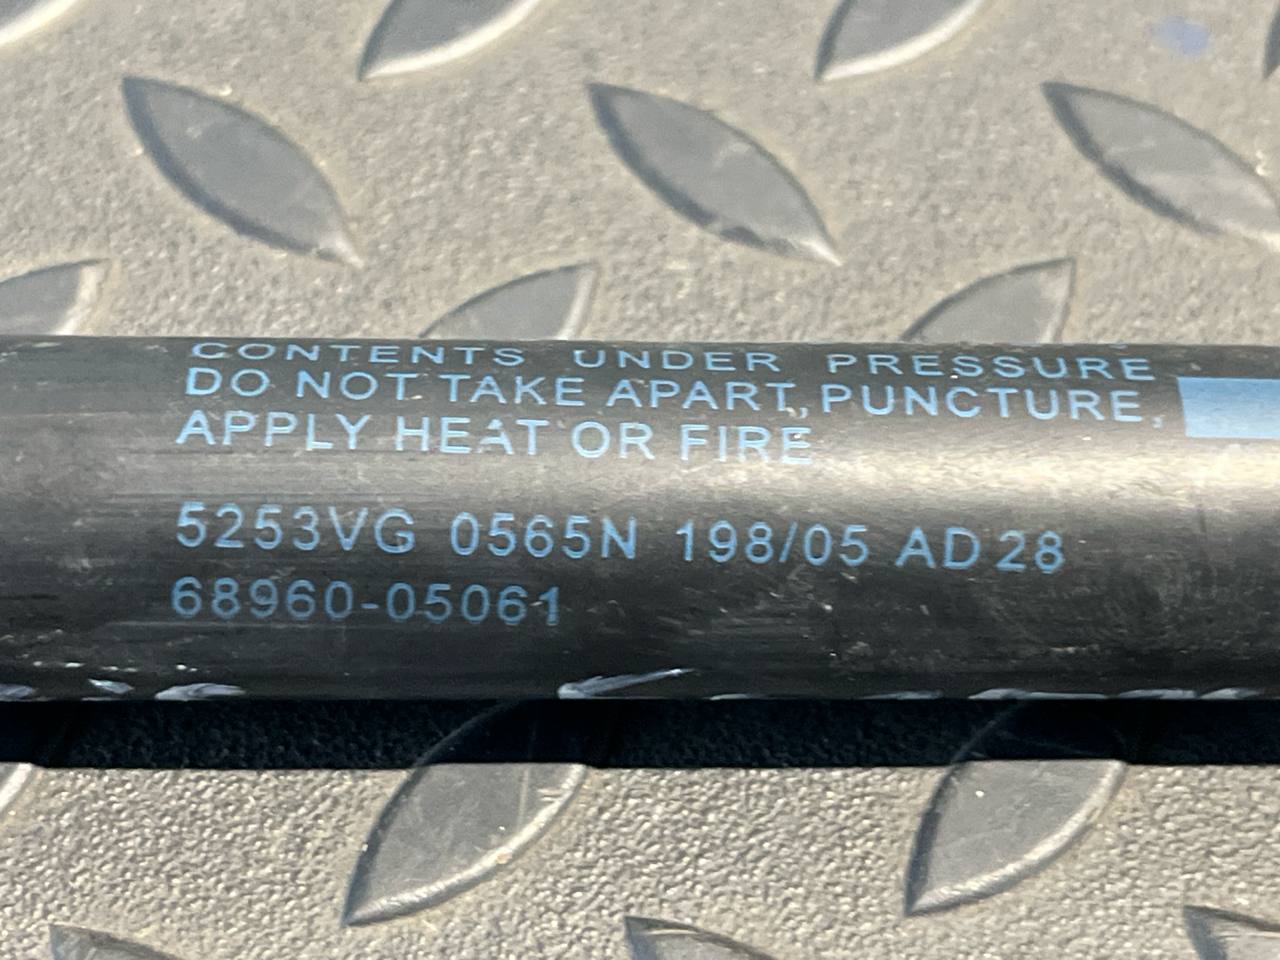 CONTENTS UNDER PRESSURE
DO NOT TAKE APART, PUNCTURE,
APPLY HEAT OR FIRE
5253VG 0565N 198/05 AD 28
68960-05061